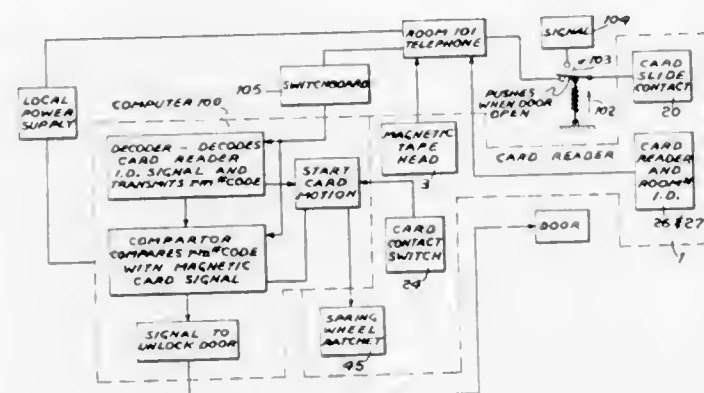 ROOM 101
TELEPHONE
SIGNAL
104
103
102
PUSHES
WHEN DOOR
OPEN
CARD
SLIDE
CONTACT
20
LOCAL
POWER
SUPPLY
105
SWITCHBOARD
COMPUTER 100
DECODER - DECODES
CARD READER
I.D. SIGNAL AND
TRANSMITS #CODE
START
CARD
MOTION
MAGNETIC
TAPE
HEAD
3
CARD READER
CARD
READER
AND
ROOM#
I.D.
26 & 27
1
COMPARTOR
COMPARES #CODE
WITH MAGNETIC
CARD SIGNAL
CARD
CONTACT
SWITCH
24
DOOR
SIGNAL TO
UNLOCK DOOR
SPRING
WHEEL
RATCHET
45